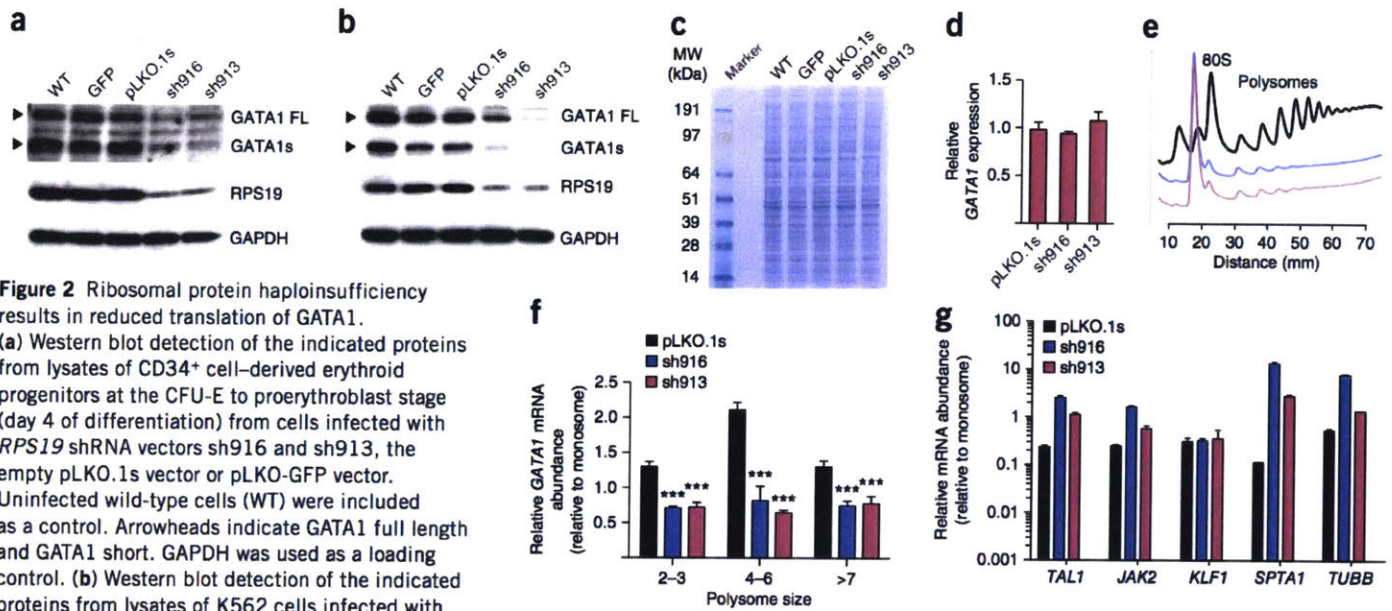 a
WT GFP pLKO.1s sh916 sh913
GATA1 FL
GATA1s
RPS19
GAPDH
b
WT GFP pLKO.1s sh916 sh913
GATA1 FL
GATA1s
RPS19
GAPDH
c
MW
(kDa)
Marker WT GFP pLKO.1s sh916 sh913
191
97
64
51
39
28
14
d
Relative
GATA1 expression
1.5
1.0
0.5
pLKO.1s sh916 sh913
e
80S
Polysomes
10 20 30 40 50 60 70
Distance (mm)
Figure 2 Ribosomal protein haploinsufficiency
results in reduced translation of GATA1.
(a) Western blot detection of the indicated proteins
from lysates of CD34+ cell–derived erythroid
progenitors at the CFU-E to proerythroblast stage
(day 4 of differentiation) from cells infected with
RPS19 shRNA vectors sh916 and sh913, the
empty pLKO.1s vector or pLKO-GFP vector.
Uninfected wild-type cells (WT) were included
as a control. Arrowheads indicate GATA1 full length
and GATA1 short. GAPDH was used as a loading
control. (b) Western blot detection of the indicated
proteins from lysates of K562 cells infected with
f
pLKO.1s
sh916
sh913
Relative GATA1 mRNA
abundance
(relative to monosome)
2.5
2.0
1.5
1.0
0.5
*** ***
*** ***
*** ***
2–3 4–6 >7
Polysome size
g
pLKO.1s
sh916
sh913
Relative mRNA abundance
(relative to monosome)
100
10
1
0.1
0.01
0.001
TAL1 JAK2 KLF1 SPTA1 TUBB